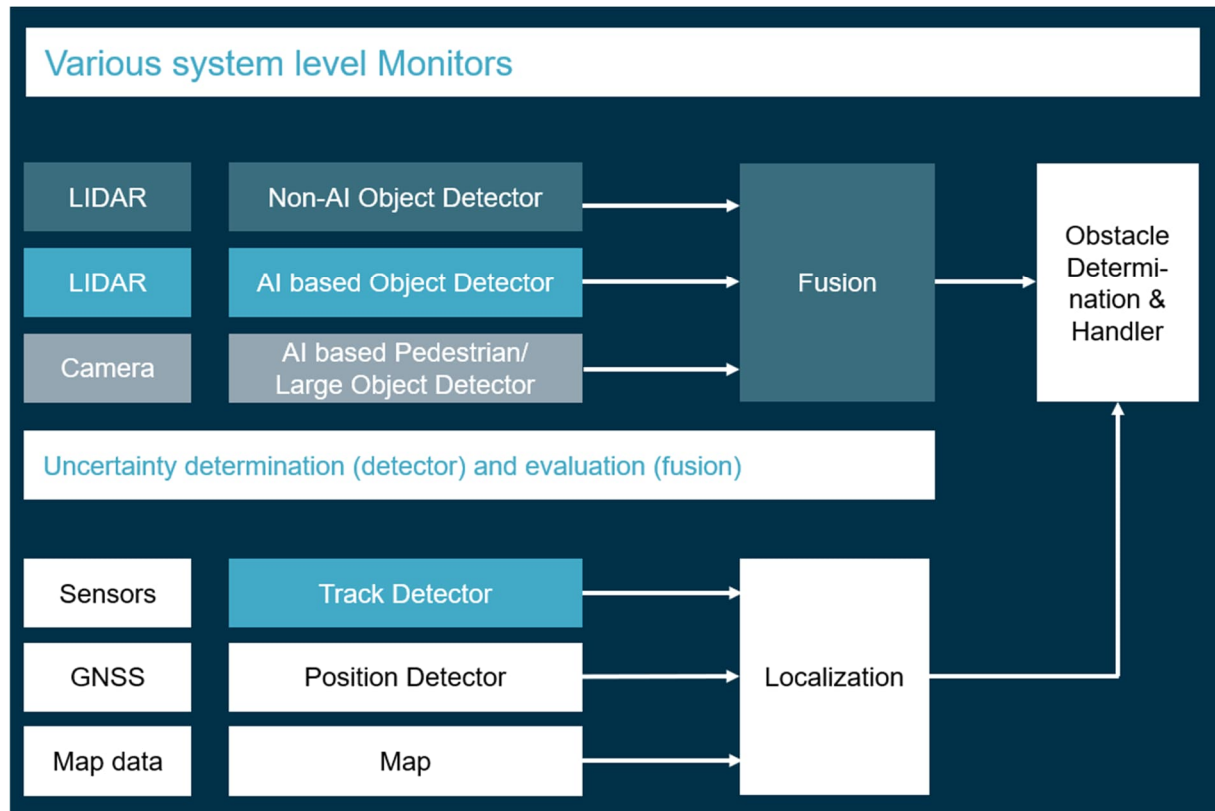 Various system level Monitors
LIDAR
Non-AI Object Detector
LIDAR
AI based Object Detector
Camera
AI based Pedestrian/
Large Object Detector
Fusion
Obstacle
Determi-
nation &
Handler
Uncertainty determination (detector) and evaluation (fusion)
Sensors
Track Detector
GNSS
Position Detector
Map data
Map
Localization